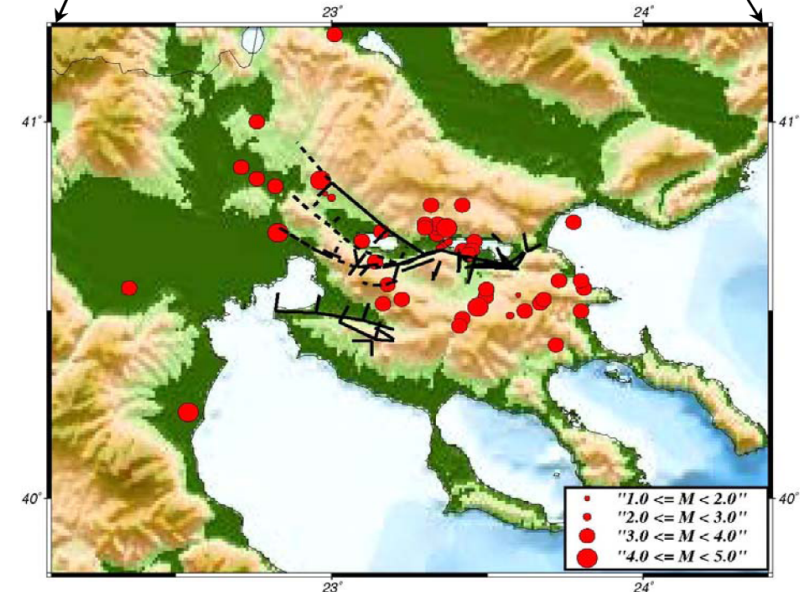 23° 24°
41° 41°
40° 40°
"1.0 <= M < 2.0"
"2.0 <= M < 3.0"
"3.0 <= M < 4.0"
"4.0 <= M < 5.0"
23° 24°